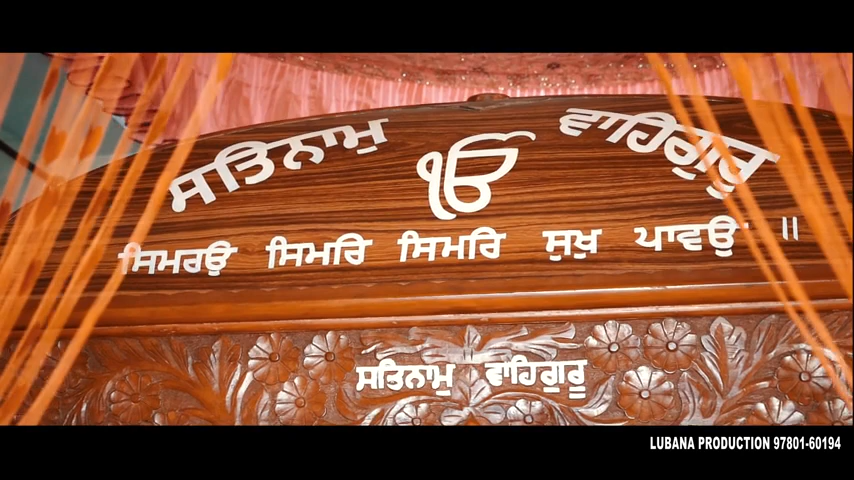 ਸਤਿਨਾਮੁ ੴ ਵਾਹਿਗੁਰੂ
ਸਿਮਰਉ ਸਿਮਰਿ ਸਿਮਰਿ ਸੁਖੁ ਪਾਵਉ ॥
ਸਤਿਨਾਮੁ ਵਾਹਿਗੁਰੂ
LUBANA PRODUCTION 97801-60194